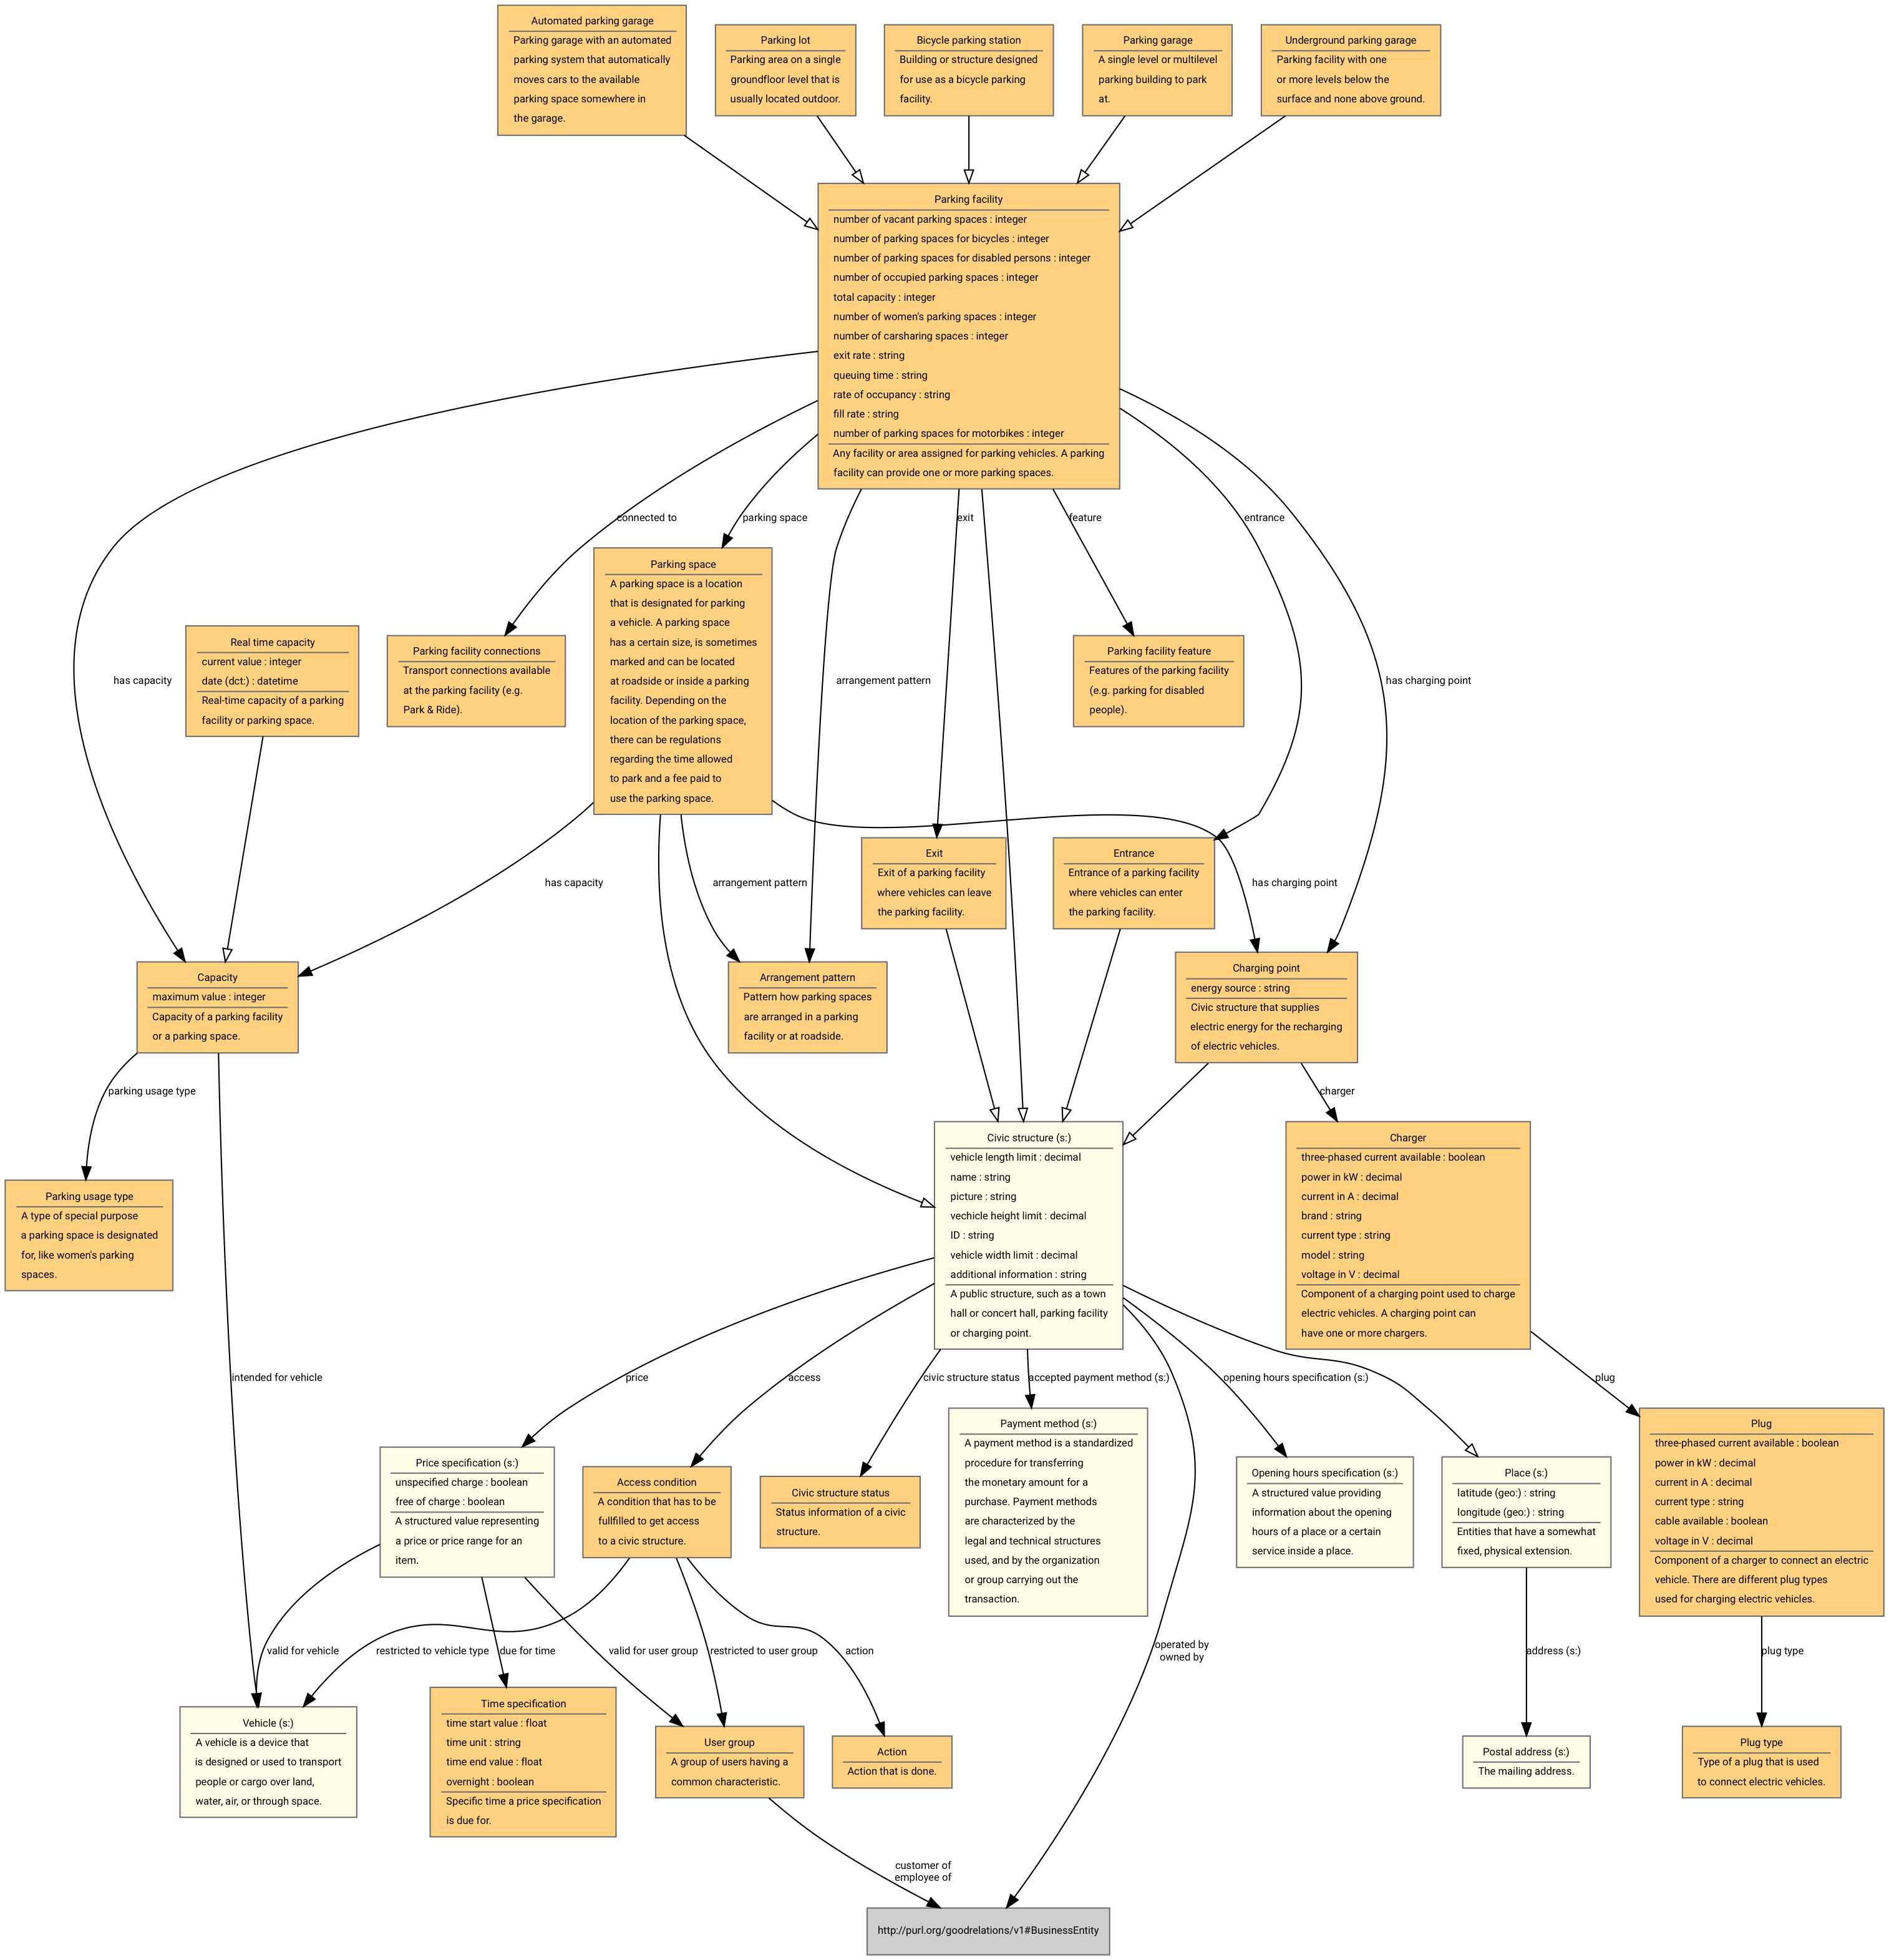 Automated parking garage
Parking garage with an automated
parking system that automatically
moves cars to the available
parking space somewhere in
the garage.
Parking lot
Parking area on a single
groundfloor level that is
usually located outdoor.
Bicycle parking station
Building or structure designed
for use as a bicycle parking
facility.
Parking garage
A single level or multilevel
parking building to park
at.
Underground parking garage
Parking facility with one
or more levels below the
surface and none above ground.
Parking facility
number of vacant parking spaces : integer
number of parking spaces for bicycles : integer
number of parking spaces for disabled persons : integer
number of occupied parking spaces : integer
total capacity : integer
number of women's parking spaces : integer
number of carsharing spaces : integer
exit rate : string
queuing time : string
rate of occupancy : string
fill rate : string
number of parking spaces for motorbikes : integer
Any facility or area assigned for parking vehicles. A parking
facility can provide one or more parking spaces.
connected to
parking space
exit
feature
entrance
has capacity
arrangement pattern
has charging point
Real time capacity
current value : integer
date (dct:) : datetime
Real-time capacity of a parking
facility or parking space.
Parking facility connections
Transport connections available
at the parking facility (e.g.
Park & Ride).
Parking space
A parking space is a location
that is designated for parking
a vehicle. A parking space
has a certain size, is sometimes
marked and can be located
at roadside or inside a parking
facility. Depending on the
location of the parking space,
there can be regulations
regarding the time allowed
to park and a fee paid to
use the parking space.
Parking facility feature
Features of the parking facility
(e.g. parking for disabled
people).
has capacity
arrangement pattern
Exit
Exit of a parking facility
where vehicles can leave
the parking facility.
Entrance
Entrance of a parking facility
where vehicles can enter
the parking facility.
has charging point
Capacity
maximum value : integer
Capacity of a parking facility
or a parking space.
Arrangement pattern
Pattern how parking spaces
are arranged in a parking
facility or at roadside.
Charging point
energy source : string
Civic structure that supplies
electric energy for the recharging
of electric vehicles.
parking usage type
charger
Parking usage type
A type of special purpose
a parking space is designated
for, like women's parking
spaces.
Civic structure (s:)
vehicle length limit : decimal
name : string
picture : string
vechicle height limit : decimal
ID : string
vehicle width limit : decimal
additional information : string
A public structure, such as a town
hall or concert hall, parking facility
or charging point.
Charger
three-phased current available : boolean
power in kW : decimal
current in A : decimal
brand : string
current type : string
model : string
voltage in V : decimal
Component of a charging point used to charge
electric vehicles. A charging point can
have one or more chargers.
intended for vehicle
price
access
civic structure status
accepted payment method (s:)
opening hours specification (s:)
plug
Price specification (s:)
unspecified charge : boolean
free of charge : boolean
A structured value representing
a price or price range for an
item.
Access condition
A condition that has to be
fullfilled to get access
to a civic structure.
Civic structure status
Status information of a civic
structure.
Payment method (s:)
A payment method is a standardized
procedure for transferring
the monetary amount for a
purchase. Payment methods
are characterized by the
legal and technical structures
used, and by the organization
or group carrying out the
transaction.
Opening hours specification (s:)
A structured value providing
information about the opening
hours of a place or a certain
service inside a place.
Place (s:)
latitude (geo:) : string
longitude (geo:) : string
Entities that have a somewhat
fixed, physical extension.
Plug
three-phased current available : boolean
power in kW : decimal
current in A : decimal
current type : string
cable available : boolean
voltage in V : decimal
Component of a charger to connect an electric
vehicle. There are different plug types
used for charging electric vehicles.
valid for vehicle
restricted to vehicle type
due for time
valid for user group
restricted to user group
action
operated by
owned by
address (s:)
plug type
Vehicle (s:)
A vehicle is a device that
is designed or used to transport
people or cargo over land,
water, air, or through space.
Time specification
time start value : float
time unit : string
time end value : float
overnight : boolean
Specific time a price specification
is due for.
User group
A group of users having a
common characteristic.
Action
Action that is done.
Postal address (s:)
The mailing address.
Plug type
Type of a plug that is used
to connect electric vehicles.
customer of
employee of
http://purl.org/goodrelations/v1#BusinessEntity